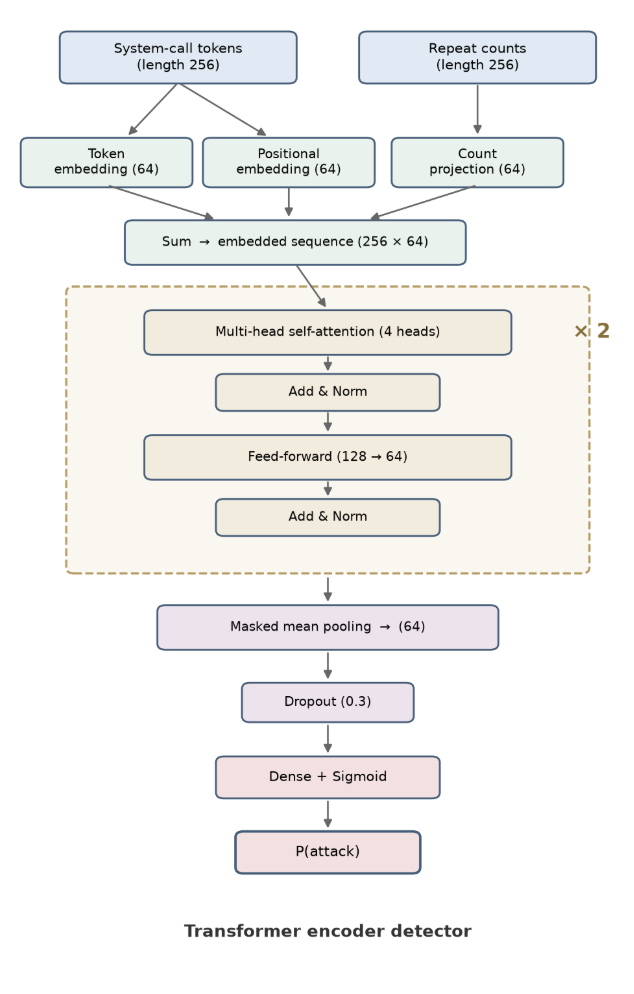 System-call tokens
(length 256)
Repeat counts
(length 256)
Token
embedding (64)
Positional
embedding (64)
Count
projection (64)
Sum → embedded sequence (256 × 64)
Multi-head self-attention (4 heads)
× 2
Add & Norm
Feed-forward (128 → 64)
Add & Norm
Masked mean pooling → (64)
Dropout (0.3)
Dense + Sigmoid
P(attack)
Transformer encoder detector